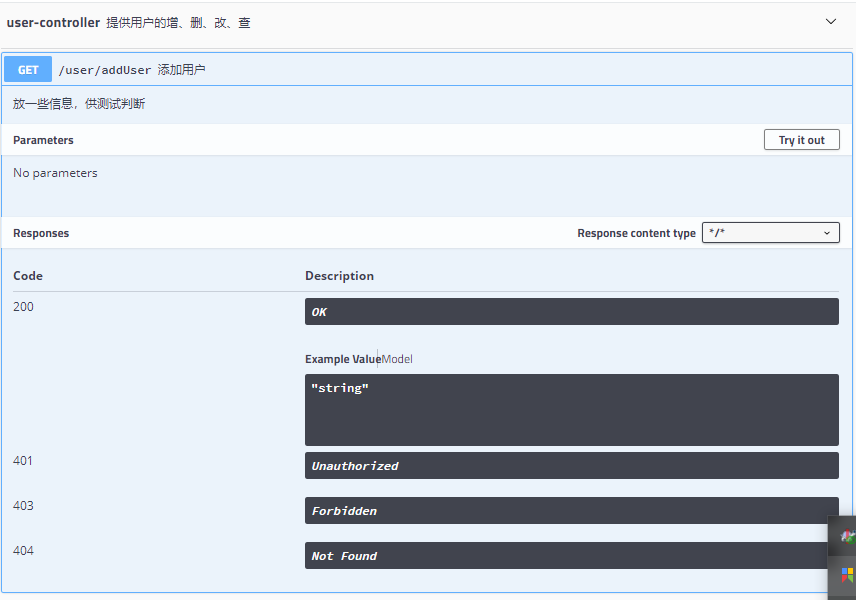 user-controller 提供用户的增、删、改、查
GET /user/addUser 添加用户
放一些信息，供测试判断
Parameters Try it out
No parameters
Responses Response content type */*
Code Description
200 OK
Example Value Model
"string"
401 Unauthorized
403 Forbidden
404 Not Found